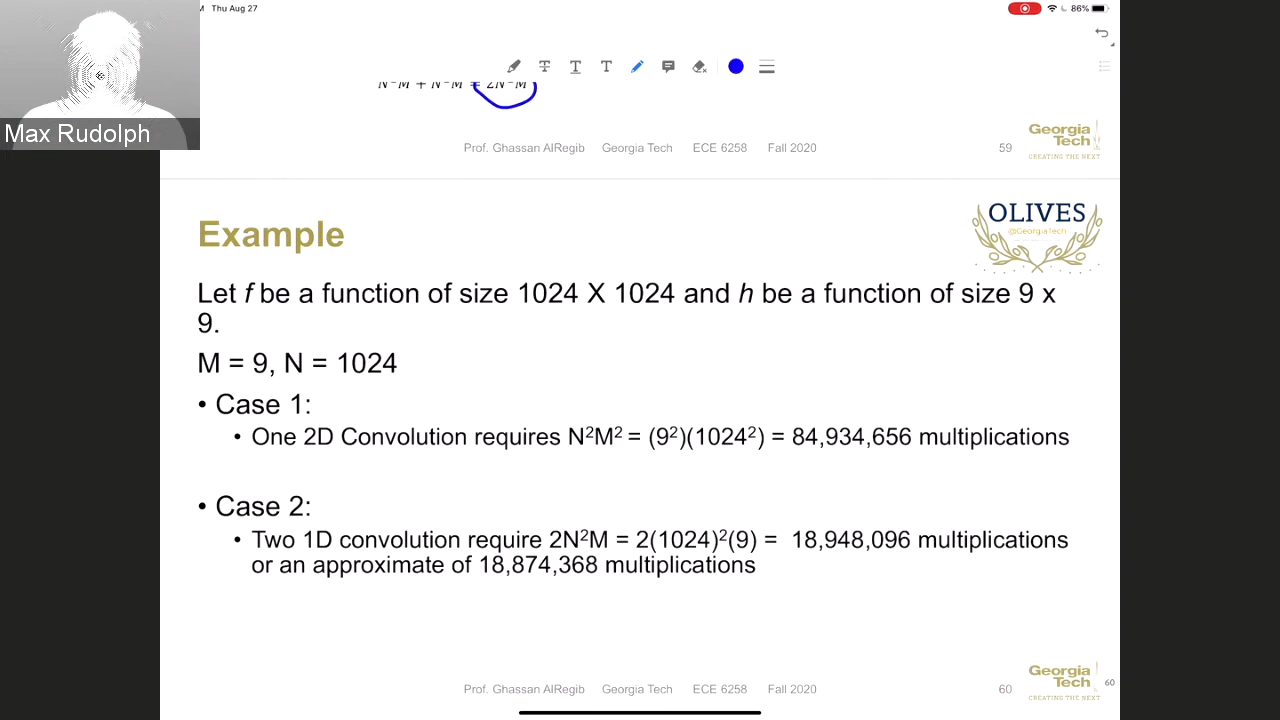 Thu Aug 27
86%
Max Rudolph
N²M + N²M = 2N²M
Prof. Ghassan AlRegib Georgia Tech ECE 6258 Fall 2020 59
Georgia
Tech
CREATING THE NEXT
Example
OLIVES
@GeorgiaTech
Let f be a function of size 1024 X 1024 and h be a function of size 9 x
9.
M = 9, N = 1024
• Case 1:
• One 2D Convolution requires N²M² = (9²)(1024²) = 84,934,656 multiplications
• Case 2:
• Two 1D convolution require 2N²M = 2(1024)²(9) = 18,948,096 multiplications
or an approximate of 18,874,368 multiplications
Prof. Ghassan AlRegib Georgia Tech ECE 6258 Fall 2020 60
Georgia
Tech
60
CREATING THE NEXT